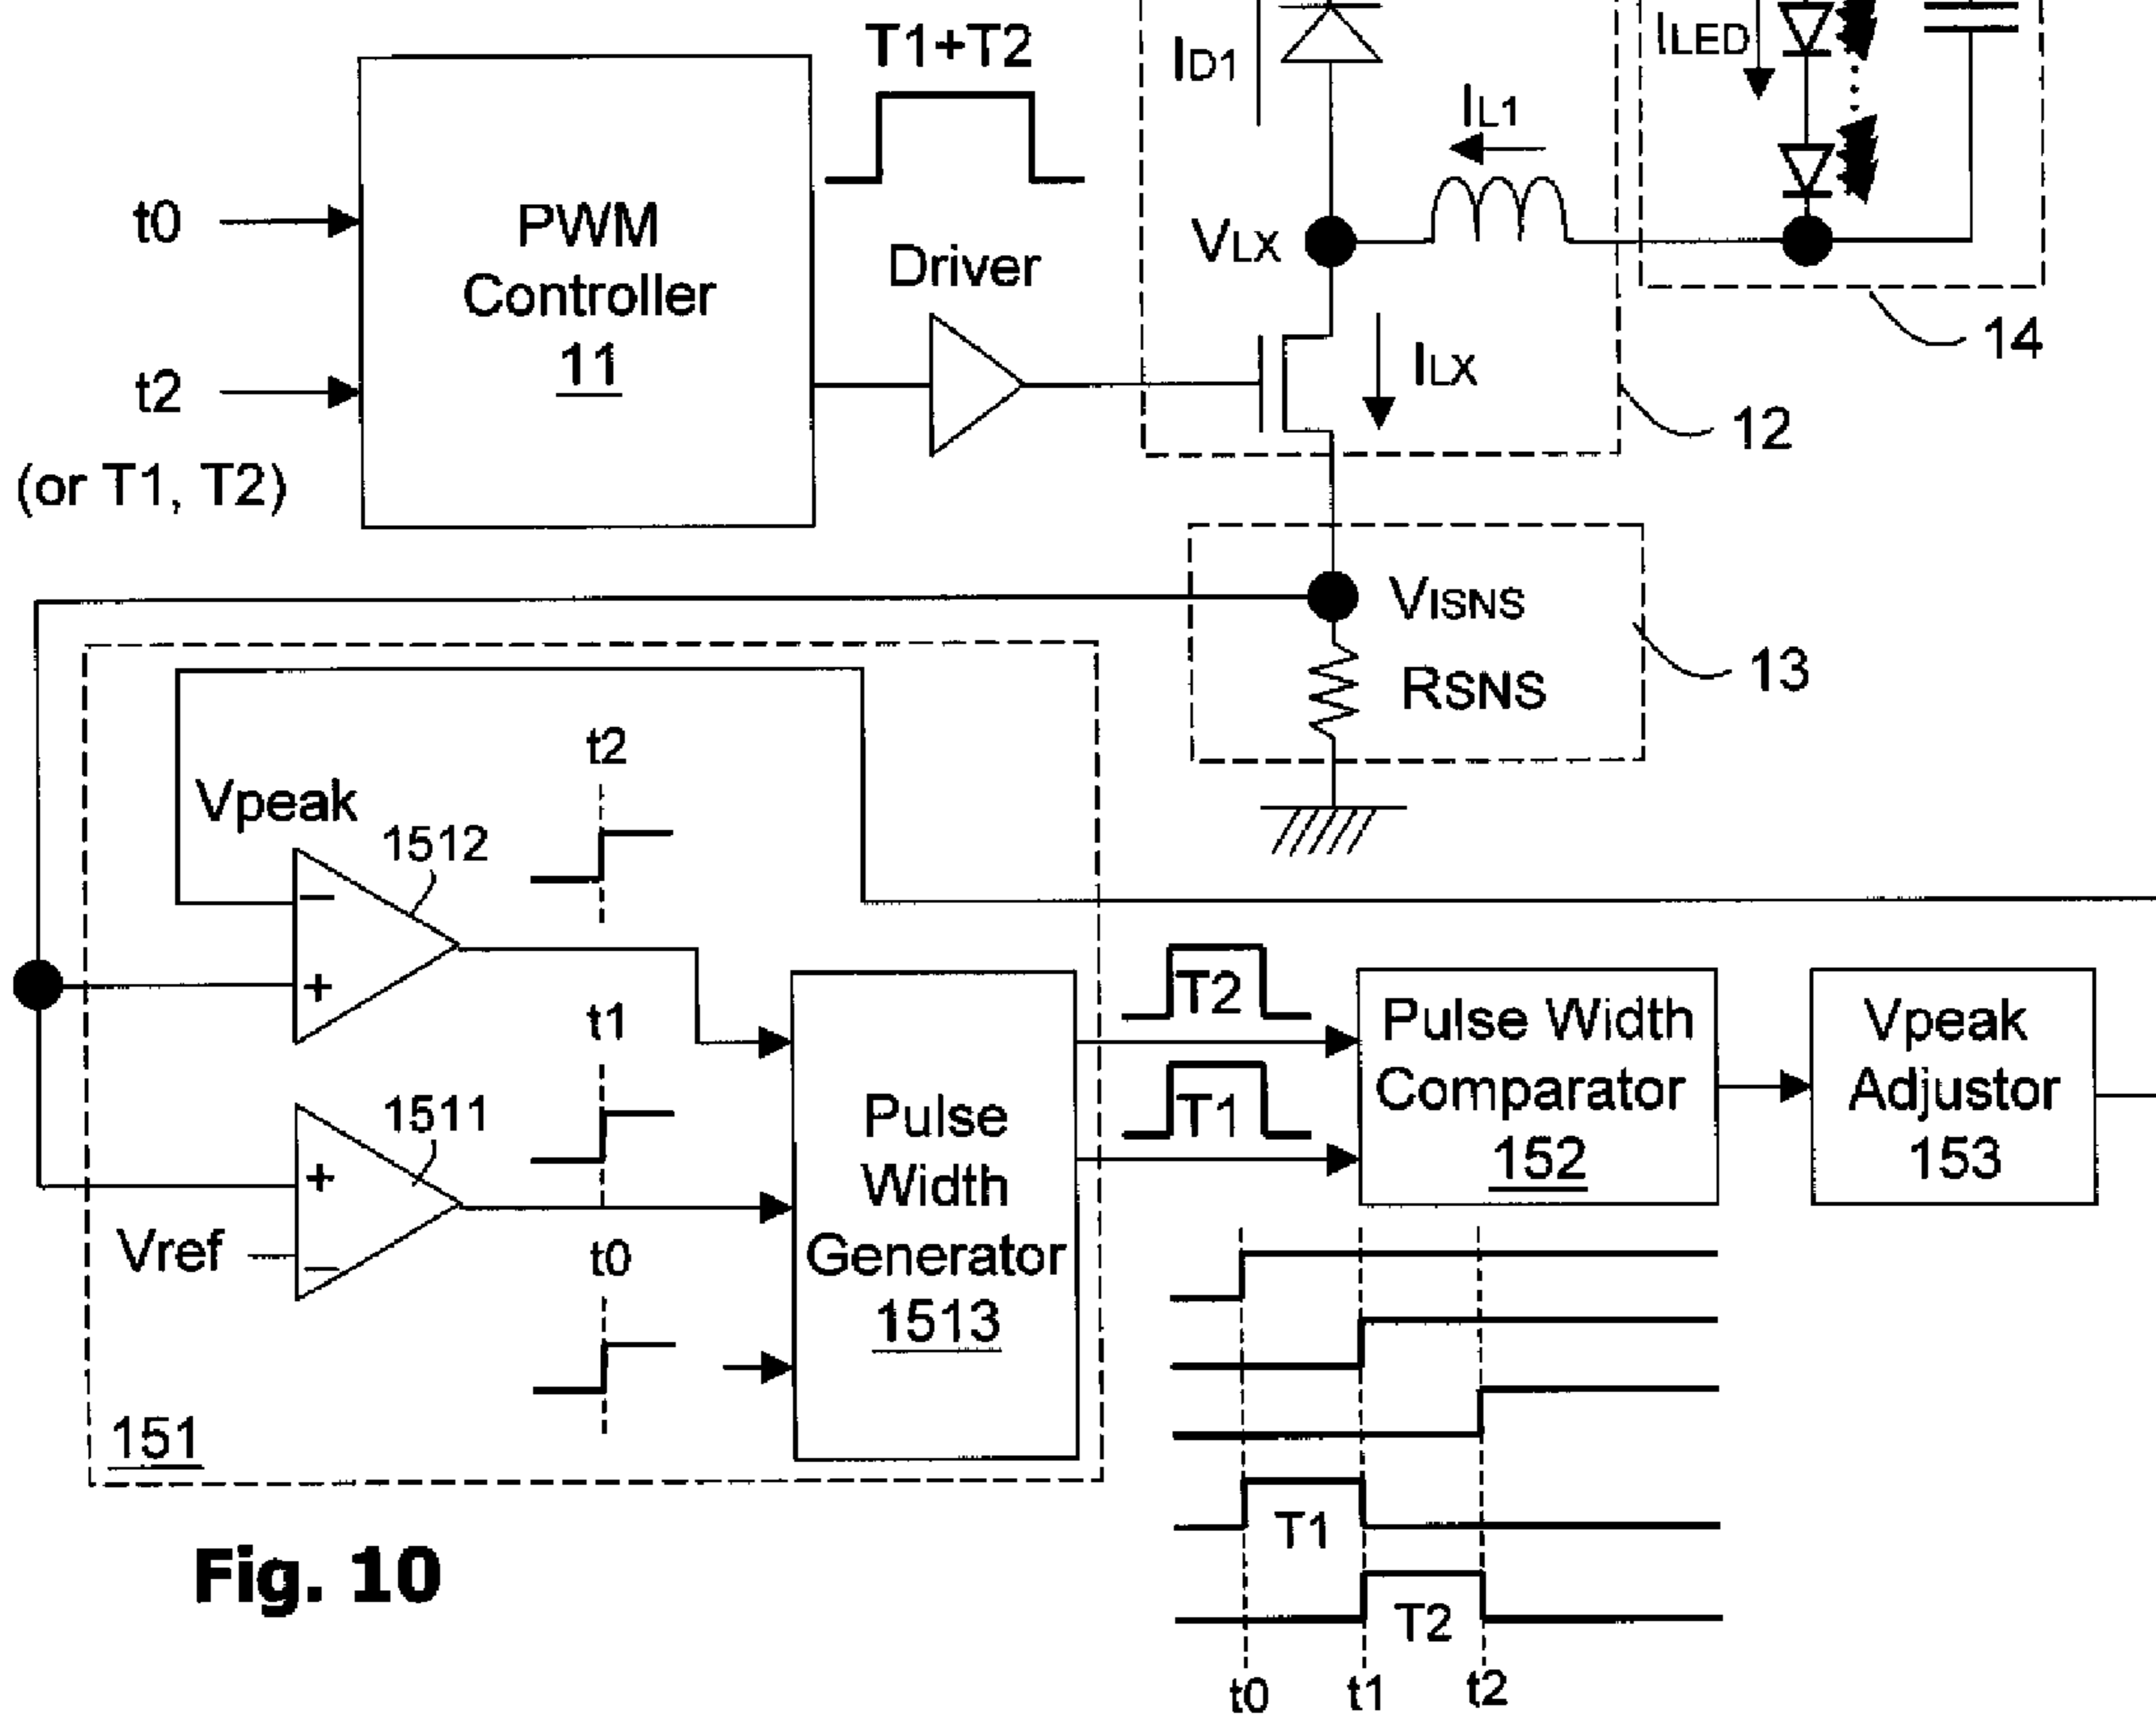 T1+T2
ID1
ILED
IL1
t0
PWM
Controller
11
VLX
Driver
14
t2
ILX
12
(or T1, T2)
VISNS
13
RSNS
t2
Vpeak
1512
−
+
T2
t1
Pulse Width
Comparator
152
Vpeak
Adjustor
153
1511
T1
Pulse
Width
Generator
1513
+
Vref
−
t0
151
T1
T2
Fig. 10
t0
t1
t2